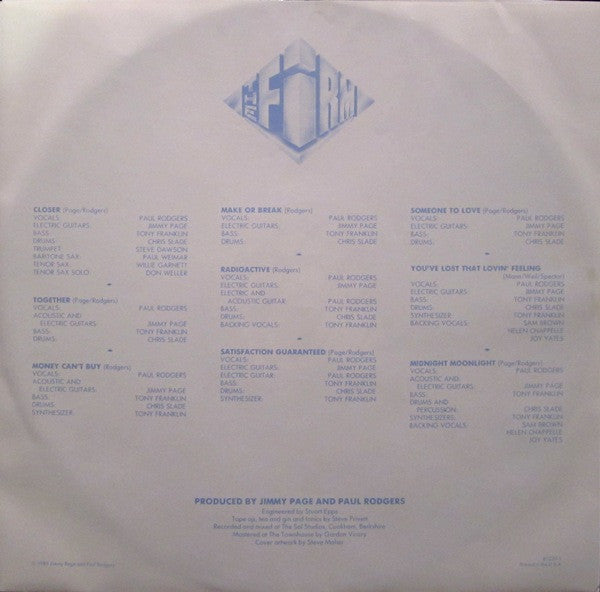 THE FIRM
CLOSER (Page/Rodgers)
VOCALS: PAUL RODGERS
ELECTRIC GUITARS: JIMMY PAGE
BASS: TONY FRANKLIN
DRUMS: CHRIS SLADE
TRUMPET: STEVE DAWSON
BARITONE SAX: PAUL WEIMAR
TENOR SAX: WILLIE GARNETT
TENOR SAX SOLO: DON WELLER
TOGETHER (Page/Rodgers)
VOCALS: PAUL RODGERS
ACOUSTIC AND
ELECTRIC GUITARS: JIMMY PAGE
BASS: TONY FRANKLIN
DRUMS: CHRIS SLADE
MONEY CAN'T BUY (Rodgers)
VOCALS: PAUL RODGERS
ACOUSTIC AND
ELECTRIC GUITARS: JIMMY PAGE
BASS: TONY FRANKLIN
DRUMS: CHRIS SLADE
SYNTHESIZER: TONY FRANKLIN
MAKE OR BREAK (Rodgers)
VOCALS: PAUL RODGERS
ELECTRIC GUITARS: JIMMY PAGE
BASS: TONY FRANKLIN
DRUMS: CHRIS SLADE
RADIOACTIVE (Rodgers)
VOCALS: PAUL RODGERS
ELECTRIC GUITARS: JIMMY PAGE
ELECTRIC AND
ACOUSTIC GUITAR: PAUL RODGERS
BASS: TONY FRANKLIN
DRUMS: CHRIS SLADE
BACKING VOCALS: TONY FRANKLIN
SATISFACTION GUARANTEED (Page/Rodgers)
VOCALS: PAUL RODGERS
ELECTRIC GUITARS: JIMMY PAGE
ELECTRIC GUITAR: PAUL RODGERS
BASS: TONY FRANKLIN
DRUMS: CHRIS SLADE
SYNTHESIZER: TONY FRANKLIN
SOMEONE TO LOVE (Page/Rodgers)
VOCALS: PAUL RODGERS
ELECTRIC GUITARS: JIMMY PAGE
BASS: TONY FRANKLIN
DRUMS: CHRIS SLADE
YOU'VE LOST THAT LOVIN' FEELING
(Mann/Weil/Spector)
VOCALS: PAUL RODGERS
ELECTRIC GUITARS: JIMMY PAGE
BASS: TONY FRANKLIN
DRUMS: CHRIS SLADE
SYNTHESIZER: TONY FRANKLIN
BACKING VOCALS: SAM BROWN
HELEN CHAPPELLE
JOY YATES
MIDNIGHT MOONLIGHT (Page/Rodgers)
VOCALS: PAUL RODGERS
ACOUSTIC AND
ELECTRIC GUITARS: JIMMY PAGE
BASS: TONY FRANKLIN
DRUMS AND
PERCUSSION: CHRIS SLADE
SYNTHESIZERS: TONY FRANKLIN
BACKING VOCALS: SAM BROWN
HELEN CHAPPELLE
JOY YATES
PRODUCED BY JIMMY PAGE AND PAUL RODGERS
Engineered by Stuart Epps
Tape op, tea and gin and tonics by Steve Privett
Recorded and mixed at The Sol Studios, Cookham, Berkshire
Mastered at The Townhouse by Gordon Vicary
Cover artwork by Steve Maher
Jimmy Page and Paul Rodgers
Printed in U.S.A.